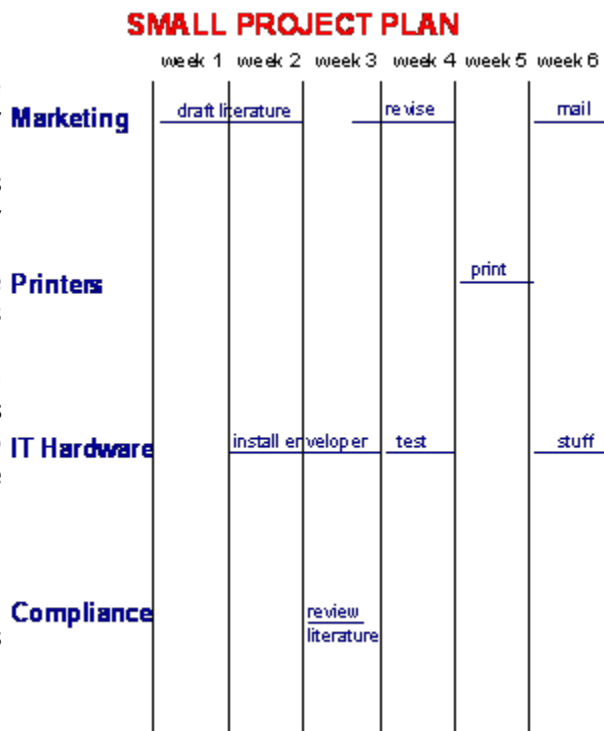 SMALL PROJECT PLAN
week 1 week 2 week 3 week 4 week 5 week 6
Marketing draft literature revise mail
Printers print
IT Hardware install enveloper test stuff
Compliance review
literature